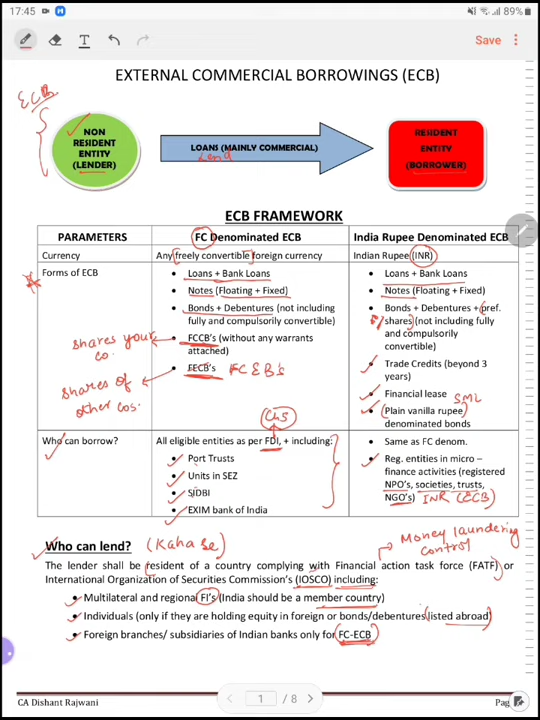 17:45
89%
T
Save
EXTERNAL COMMERCIAL BORROWINGS (ECB)
ECB
NON
RESIDENT
ENTITY
(LENDER)
LOANS (MAINLY COMMERCIAL)
Lend
RESIDENT
ENTITY
(BORROWER)
ECB FRAMEWORK
PARAMETERS
FC Denominated ECB
India Rupee Denominated ECB
Currency
Any freely convertible foreign currency
Indian Rupee (INR)
Forms of ECB
• Loans + Bank Loans
• Notes (Floating + Fixed)
• Bonds + Debentures (not including
fully and compulsorily convertible)
• FCCB's (without any warrants
attached)
• FECB's FCEB's
shares your
co.
shares of
other cos.
• Loans + Bank Loans
• Notes (Floating + Fixed)
• Bonds + Debentures + pref.
shares (not including fully
and compulsorily
convertible)
• Trade Credits (beyond 3
years)
• Financial lease
SML
• (Plain vanilla rupee)
denominated bonds
Ch5
Who can borrow?
All eligible entities as per FDI, + including:
• Port Trusts
• Units in SEZ
• SIDBI
• EXIM bank of India
• Same as FC denom.
• Reg. entities in micro –
finance activities (registered
NPO's, societies, trusts,
NGO's) INR (ECB)
Who can lend? (Kaha se)
Money laundering
control
The lender shall be resident of a country complying with Financial action task force (FATF) or
International Organization of Securities Commission's (IOSCO) including:
• Multilateral and regional FI's (India should be a member country)
• Individuals (only if they are holding equity in foreign or bonds/debentures listed abroad)
• Foreign branches/ subsidiaries of Indian banks only for FC-ECB
CA Dishant Rajwani
1 / 8
Pag